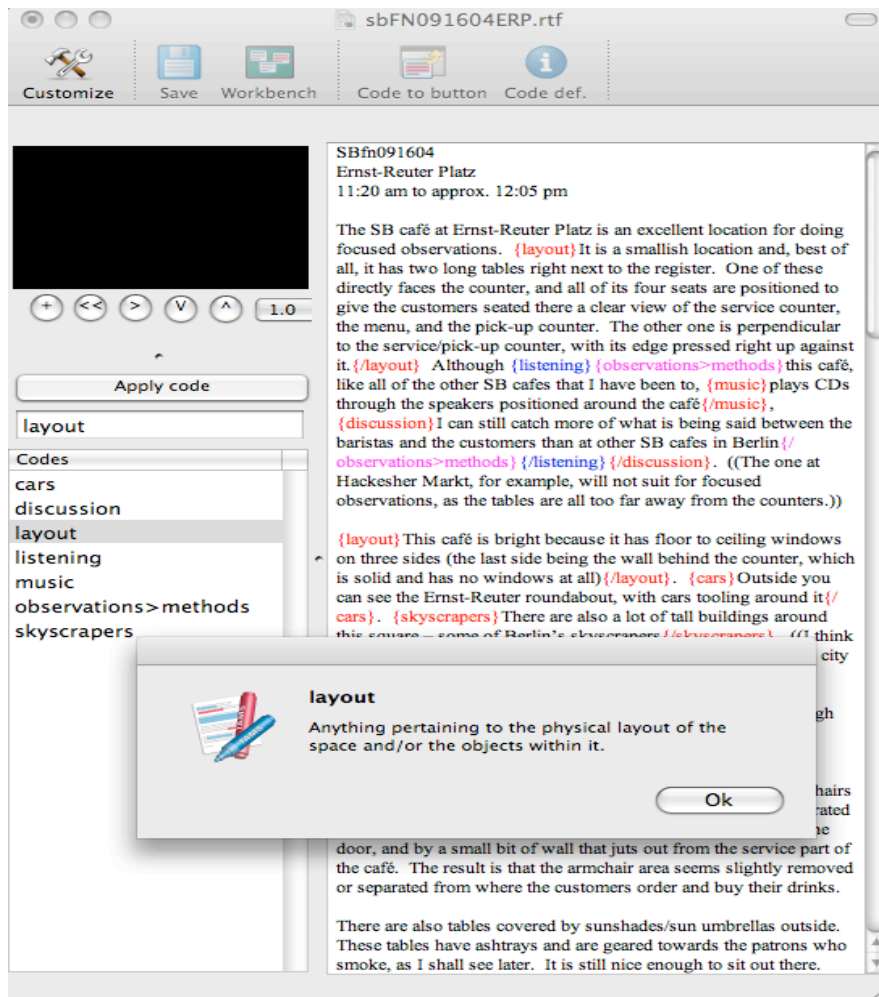 sbFN091604ERP.rtf
Customize
Save
Workbench
Code to button
Code def.
+
<<
>
V
^
1.0
Apply code
layout
Codes
cars
discussion
layout
listening
music
observations>methods
skyscrapers
SBfn091604
Ernst-Reuter Platz
11:20 am to approx. 12:05 pm
The SB café at Ernst-Reuter Platz is an excellent location for doing
focused observations. {layout}It is a smallish location and, best of
all, it has two long tables right next to the register. One of these
directly faces the counter, and all of its four seats are positioned to
give the customers seated there a clear view of the service counter,
the menu, and the pick-up counter. The other one is perpendicular
to the service/pick-up counter, with its edge pressed right up against
it.{/layout} Although {listening}{observations>methods}this café,
like all of the other SB cafes that I have been to, {music}plays CDs
through the speakers positioned around the café{/music},
{discussion}I can still catch more of what is being said between the
baristas and the customers than at other SB cafes in Berlin{/
observations>methods}{/listening}{/discussion}. ((The one at
Hackesher Markt, for example, will not suit for focused
observations, as the tables are all too far away from the counters.))
{layout}This café is bright because it has floor to ceiling windows
on three sides (the last side being the wall behind the counter, which
is solid and has no windows at all){/layout}. {cars}Outside you
can see the Ernst-Reuter roundabout, with cars tooling around it{/
cars}. {skyscrapers}There are also a lot of tall buildings around
this square – some of Berlin's skyscrapers{/skyscrapers}. ((I think
city
gh
layout
Anything pertaining to the physical layout of the
space and/or the objects within it.
Ok
hairs
rated
he
door, and by a small bit of wall that juts out from the service part of
the café. The result is that the armchair area seems slightly removed
or separated from where the customers order and buy their drinks.
There are also tables covered by sunshades/sun umbrellas outside.
These tables have ashtrays and are geared towards the patrons who
smoke, as I shall see later. It is still nice enough to sit out there.